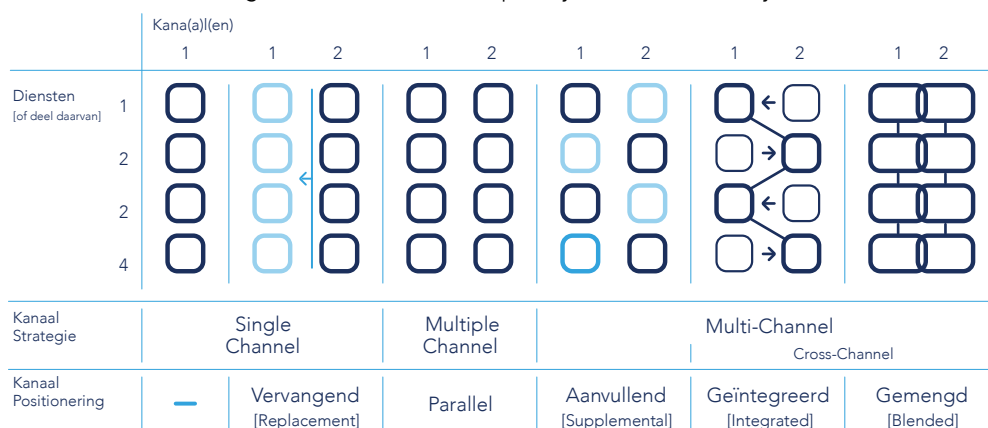 Kana(a)l(en)
1 1 2 1 2 1 2 1 2 1 2
Diensten
[of deel daarvan]
1
2
2
4
Kanaal
Strategie
Single
Channel
Multiple
Channel
Multi-Channel
Cross-Channel
Kanaal
Positionering
Vervangend
[Replacement]
Parallel
Aanvullend
[Supplemental]
Geïntegreerd
[Integrated]
Gemengd
[Blended]